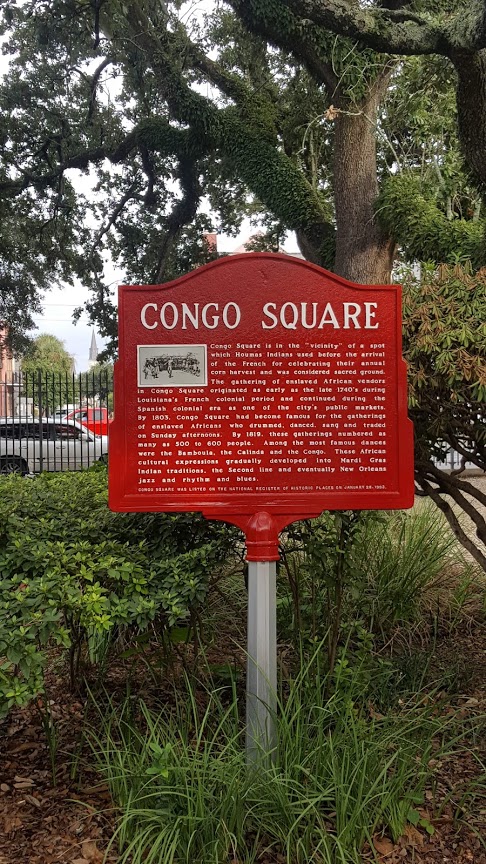 CONGO SQUARE
Congo Square is in the "vicinity" of a spot
which Houmas Indians used before the arrival
of the French for celebrating their annual
corn harvest and was considered sacred ground.
The gathering of enslaved African vendors
in Congo Square originated as early as the late 1740's during
Louisiana's French colonial period and continued during the
Spanish colonial era as one of the city's public markets.
By 1803, Congo Square had become famous for the gatherings
of enslaved Africans who drummed, danced, sang and traded
on Sunday afternoons. By 1819, these gatherings numbered as
many as 500 to 600 people. Among the most famous dances
were the Bamboula, the Calinda and the Congo. These African
cultural expressions gradually developed into Mardi Gras
Indian traditions, the Second line and eventually New Orleans
jazz and rhythm and blues.
CONGO SQUARE WAS LISTED ON THE NATIONAL REGISTER OF HISTORIC PLACES ON JANUARY 28, 1993.